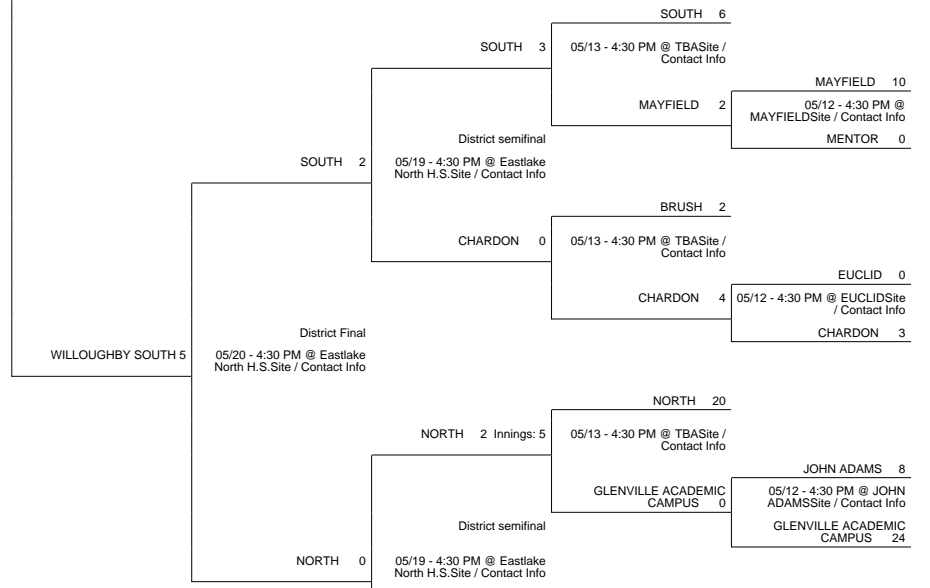 SOUTH 6
SOUTH 3
05/13 - 4:30 PM @ TBASite /
Contact Info
MAYFIELD 10
MAYFIELD 2
05/12 - 4:30 PM @
MAYFIELDSite / Contact Info
District semifinal
MENTOR 0
SOUTH 2
05/19 - 4:30 PM @ Eastlake
North H.S.Site / Contact Info
BRUSH 2
CHARDON 0
05/13 - 4:30 PM @ TBASite /
Contact Info
EUCLID 0
CHARDON 4
05/12 - 4:30 PM @ EUCLIDSite
/ Contact Info
District Final
CHARDON 3
WILLOUGHBY SOUTH 5
05/20 - 4:30 PM @ Eastlake
North H.S.Site / Contact Info
NORTH 20
NORTH 2 Innings: 5
05/13 - 4:30 PM @ TBASite /
Contact Info
JOHN ADAMS 8
GLENVILLE ACADEMIC
CAMPUS 0
05/12 - 4:30 PM @ JOHN
ADAMSSite / Contact Info
District semifinal
GLENVILLE ACADEMIC
CAMPUS 24
NORTH 0
05/19 - 4:30 PM @ Eastlake
North H.S.Site / Contact Info